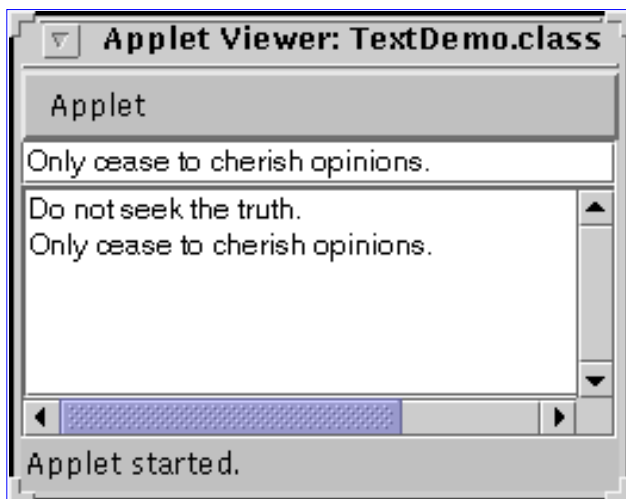 Applet Viewer: TextDemo.class
Applet
Only cease to cherish opinions.
Do not seek the truth.
Only cease to cherish opinions.
Applet started.